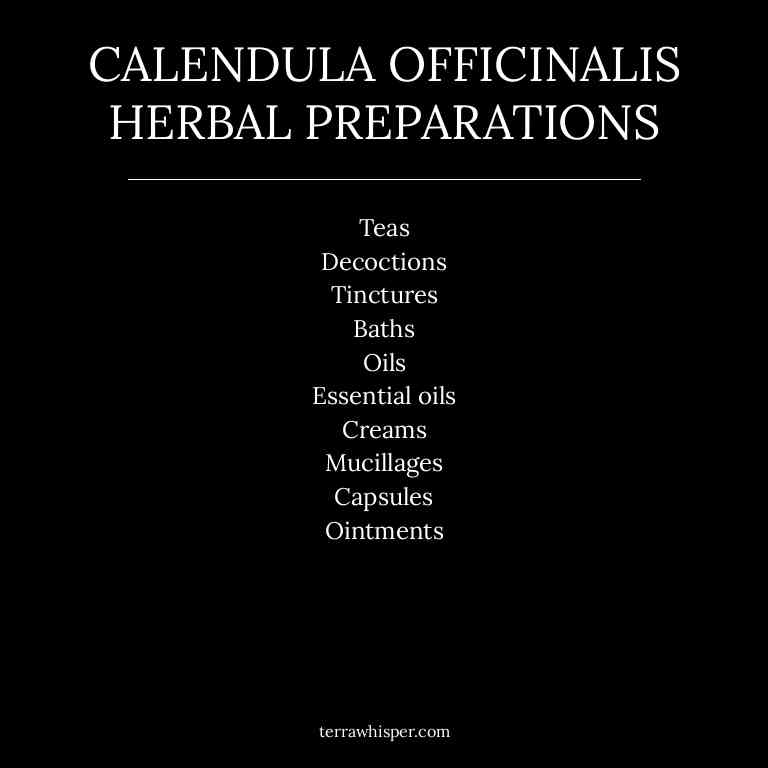 CALENDULA OFFICINALIS
HERBAL PREPARATIONS
Teas
Decoctions
Tinctures
Baths
Oils
Essential oils
Creams
Mucillages
Capsules
Ointments
terrawhisper.com